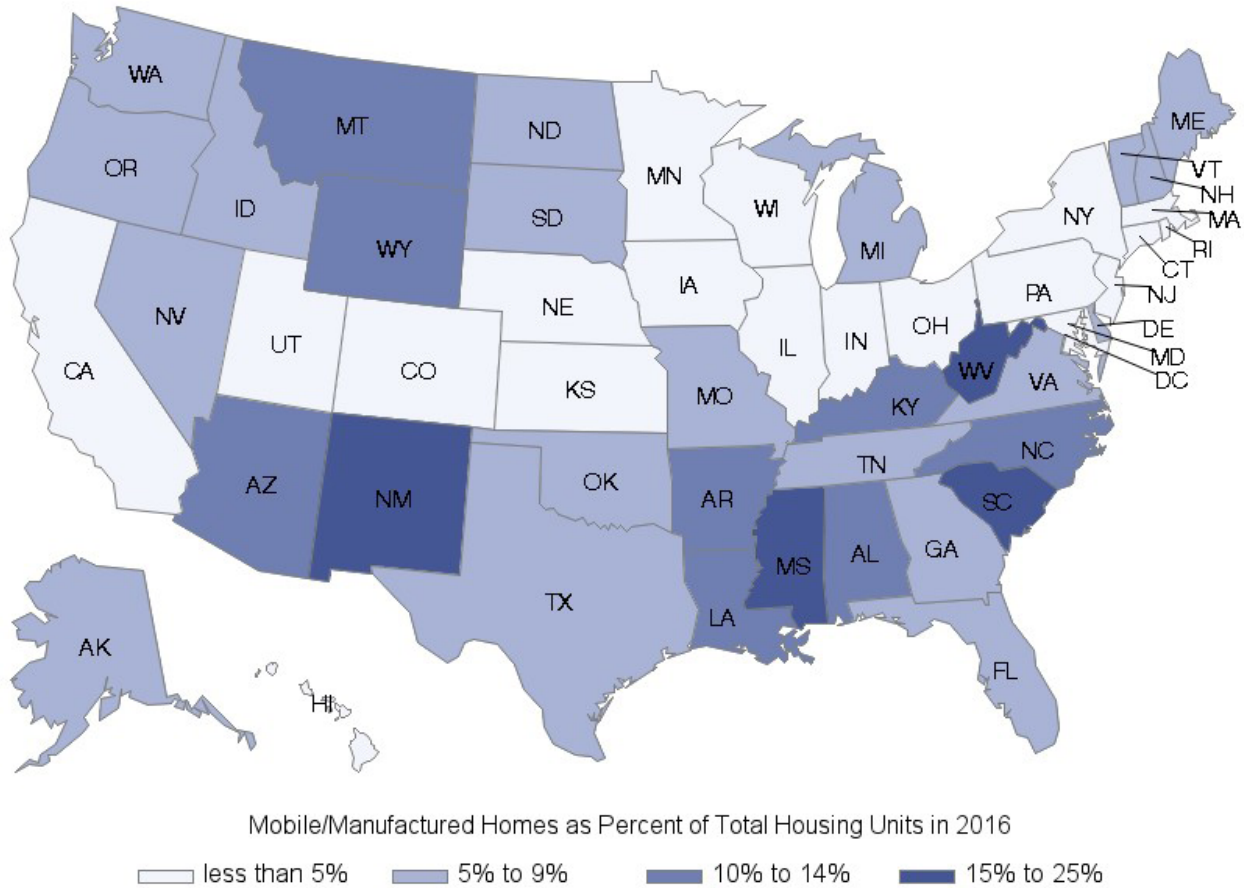 WA
MT
ND
ME
OR
MN
VT
ID
SD
WI
NH
NY
MA
WY
MI
RI
CT
IA
PA
NJ
NE
NV
OH
DE
UT
IL
IN
MD
CA
CO
WV
DC
KS
MO
VA
KY
NC
TN
AZ
OK
NM
AR
SC
GA
MS
AL
TX
LA
AK
FL
HI
Mobile/Manufactured Homes as Percent of Total Housing Units in 2016
less than 5% 5% to 9% 10% to 14% 15% to 25%